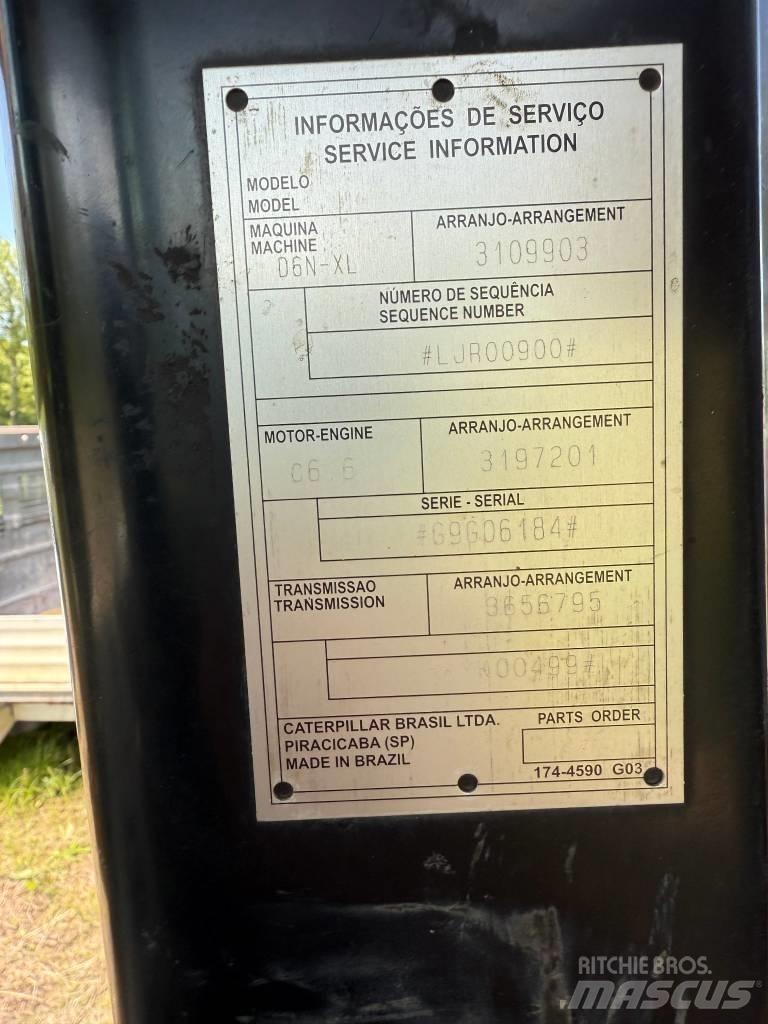 INFORMAÇÕES DE SERVIÇO
SERVICE INFORMATION
MODELO
MODEL
MAQUINA
MACHINE
D6N-XL
ARRANJO-ARRANGEMENT
3109903
NÚMERO DE SEQUÊNCIA
SEQUENCE NUMBER
#LJR00900#
MOTOR-ENGINE
C6.6
ARRANJO-ARRANGEMENT
3197201
SERIE - SERIAL
#G9G06184#
TRANSMISSAO
TRANSMISSION
ARRANJO-ARRANGEMENT
3656795
CATERPILLAR BRASIL LTDA.
PIRACICABA (SP)
MADE IN BRAZIL
PARTS ORDER
174-4590 G03
RITCHIE BROS.
MASCUS